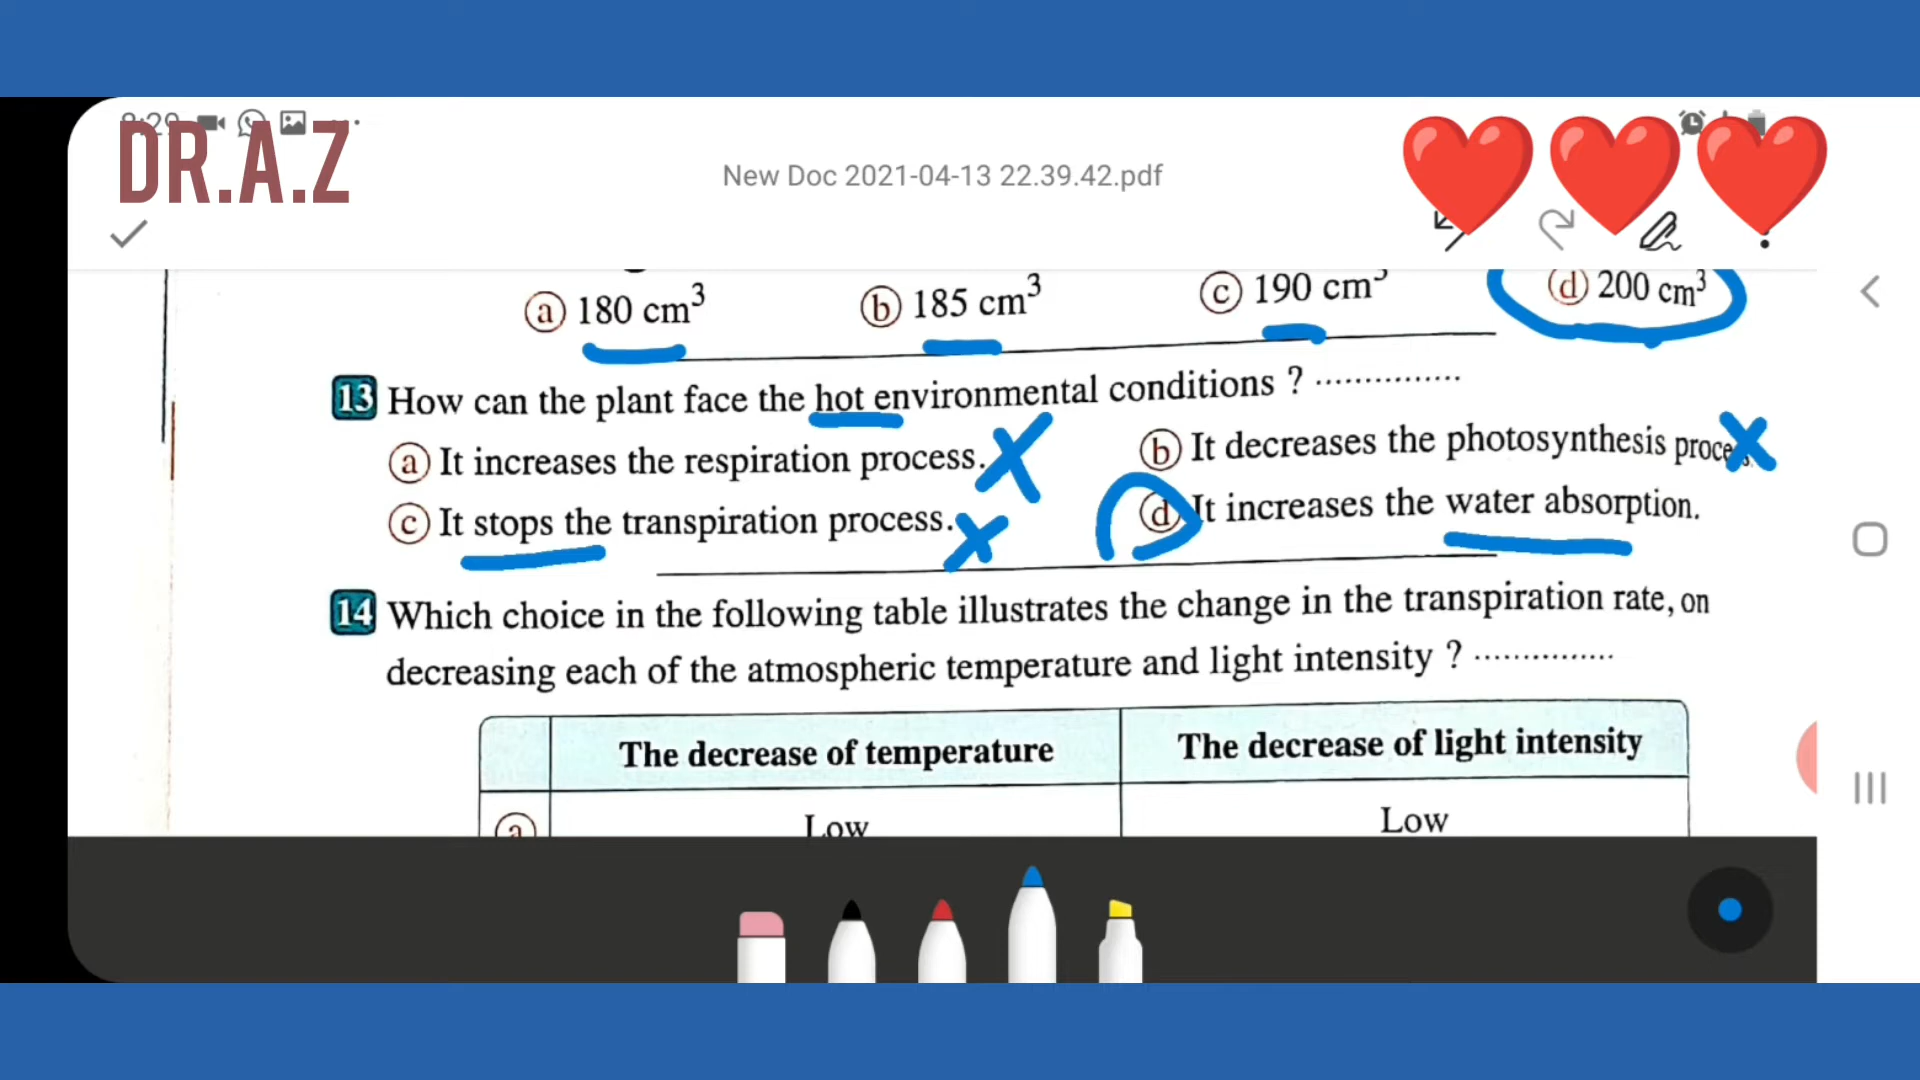 8:29
DR.A.Z
New Doc 2021-04-13 22.39.42.pdf
ⓐ 180 cm³ ⓑ 185 cm³ ⓒ 190 cm³ ⓓ 200 cm³
13 How can the plant face the hot environmental conditions ? ...............
ⓐ It increases the respiration process. ⓑ It decreases the photosynthesis
ⓒ It stops the transpiration process. ⓓ It increases the water absorption.
14 Which choice in the following table illustrates the change in the transpiration rate, on
decreasing each of the atmospheric temperature and light intensity ? ...............
The decrease of temperature The decrease of light intensity
ⓐ Low Low